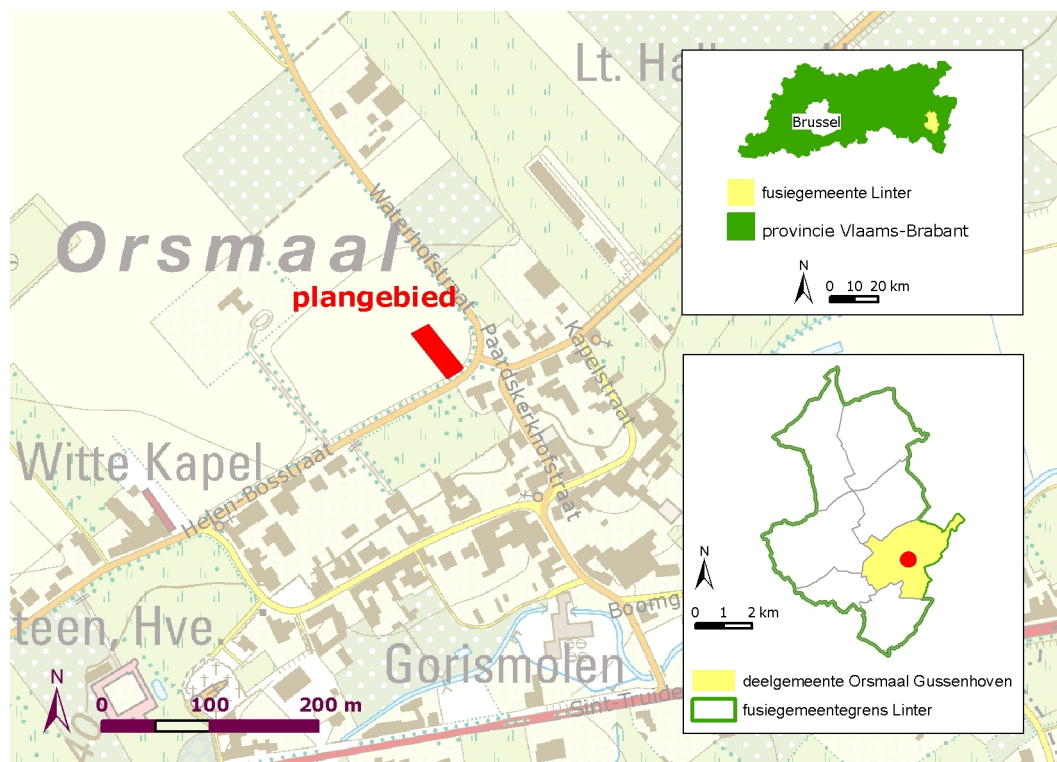 Lt. Ha
Orsmaal
plangebied
Waterhofstraat
Paardskerkhofstraat
Kapelstraat
Witte Kapel
Helen-Bosstraat
teen, Hve.
Gorismolen
Boomg
Sint-Truide
40
N
0 100 200 m
Brussel
fusiegemeente Linter
provincie Vlaams-Brabant
N
0 10 20 km
N
0 1 2 km
deelgemeente Orsmaal Gussenhoven
fusiegemeentegrens Linter